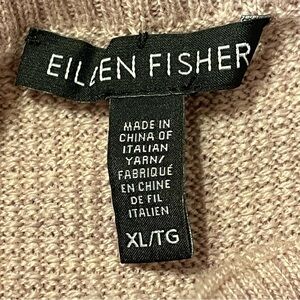 EILEEN FISHER
MADE IN
CHINA OF
ITALIAN
YARN/
FABRIQUÉ
EN CHINE
DE FIL
ITALIEN
XL/TG